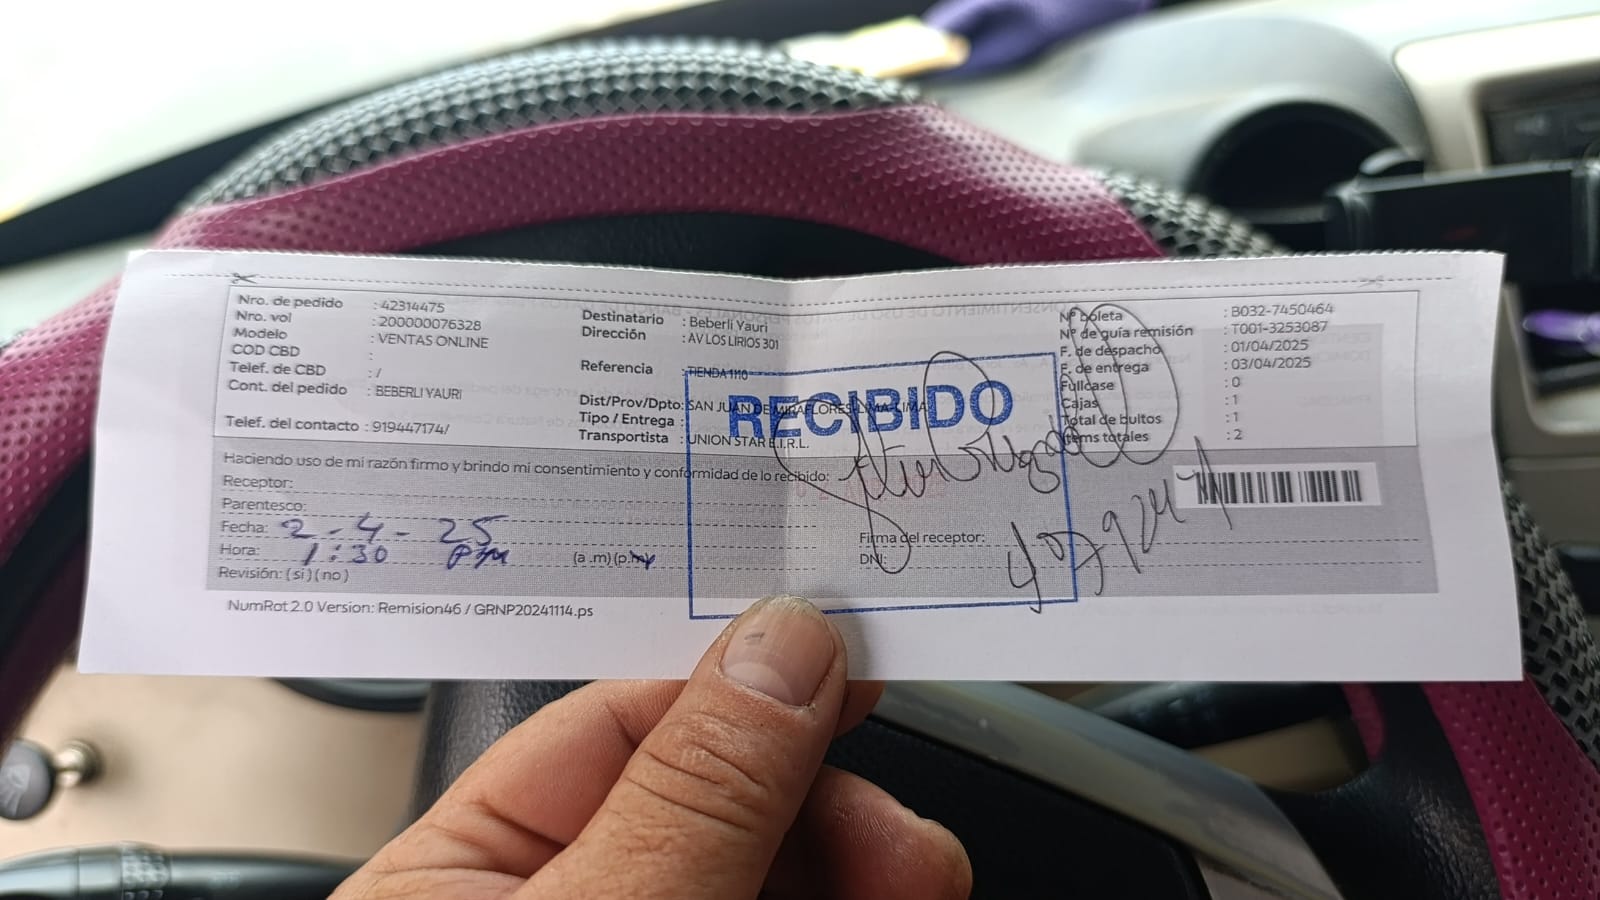 Nro. de pedido : 42314475
Nro. vol : 200000076328
Modelo : VENTAS ONLINE
COD CBD :
Telef. de CBD : /
Cont. del pedido : BEBERLI YAURI
Telef. del contacto : 919447174/
Destinatario : Beberli Yauri
Dirección : AV LOS LIRIOS 301
Referencia : TIENDA 1110
Dist/Prov/Dpto: SAN JUAN DE MIRAFLORES-LIMA-LIMA
Tipo / Entrega :
Transportista : UNION STAR E.I.R.L.
Nº boleta : B032-7450464
Nº de guía remisión : T001-3253087
F. de despacho : 01/04/2025
F. de entrega : 03/04/2025
Fullcase : 0
Cajas : 1
Total de bultos : 1
Items totales : 2
RECIBIDO
Haciendo uso de mi razón firmo y brindo mi consentimiento y conformidad de lo recibido:
Receptor:
Parentesco:
Fecha: 2-4-25
Hora: 1:30 pm (a.m)(p.m)
Revisión: (si) (no)
Firma del receptor:
DNI:
NumRot 2.0 Version: Remision46 / GRNP20241114.ps